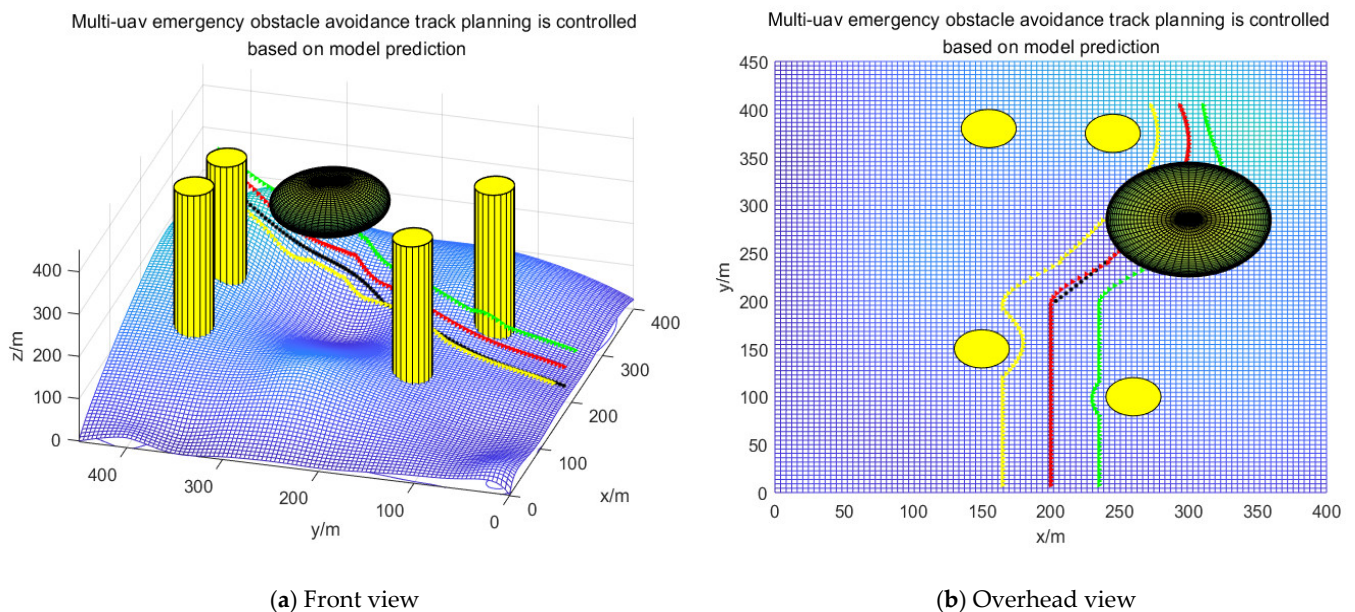 Multi-uav emergency obstacle avoidance track planning is controlled
based on model prediction
400
300
200
100
0
z/m
400
300
200
100
0
y/m
0
100
200
300
400
x/m
(a) Front view
Multi-uav emergency obstacle avoidance track planning is controlled
based on model prediction
450
400
350
300
250
200
150
100
50
0
y/m
0 50 100 150 200 250 300 350 400
x/m
(b) Overhead view